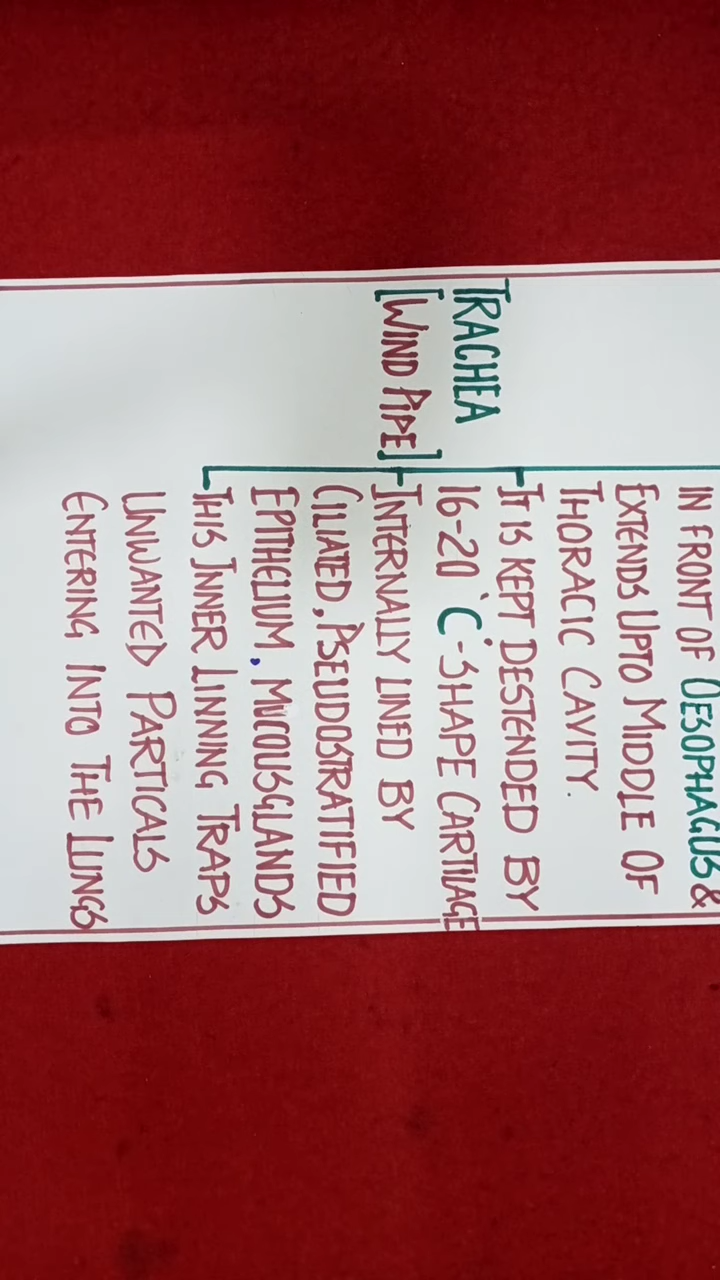 TRACHEA
[WIND PIPE]
IN FRONT OF OESOPHAGUS &
EXTENDS UPTO MIDDLE OF
THORACIC CAVITY.
IT IS KEPT DESTENDED BY
16-20 'C'-SHAPE CARTILAGE
INTERNALLY LINED BY
CILIATED, PSEUDOSTRATIFIED
EPITHELIUM, MUCOUSGLANDS
THIS INNER LINNING TRAPS
UNWANTED PARTICALS
ENTERING INTO THE LUNGS